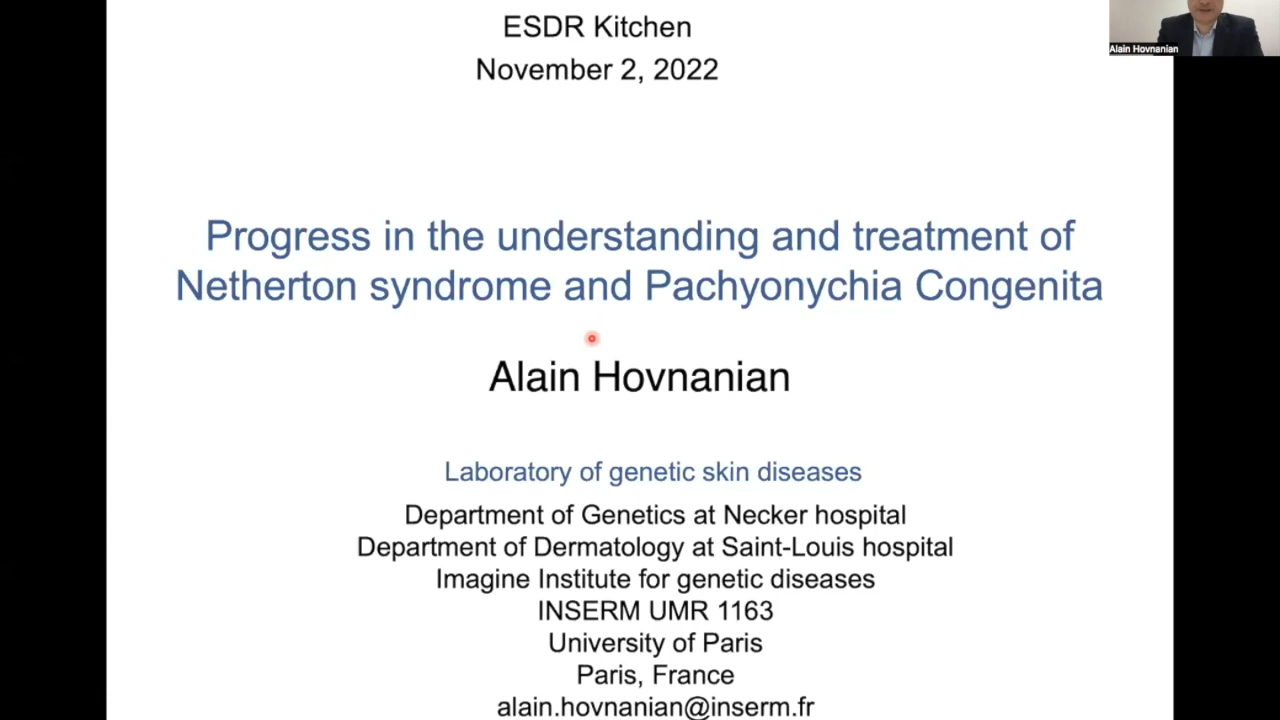 ESDR Kitchen
November 2, 2022
Alain Hovnanian
Progress in the understanding and treatment of
Netherton syndrome and Pachyonychia Congenita
Alain Hovnanian
Laboratory of genetic skin diseases
Department of Genetics at Necker hospital
Department of Dermatology at Saint-Louis hospital
Imagine Institute for genetic diseases
INSERM UMR 1163
University of Paris
Paris, France
alain.hovnanian@inserm.fr